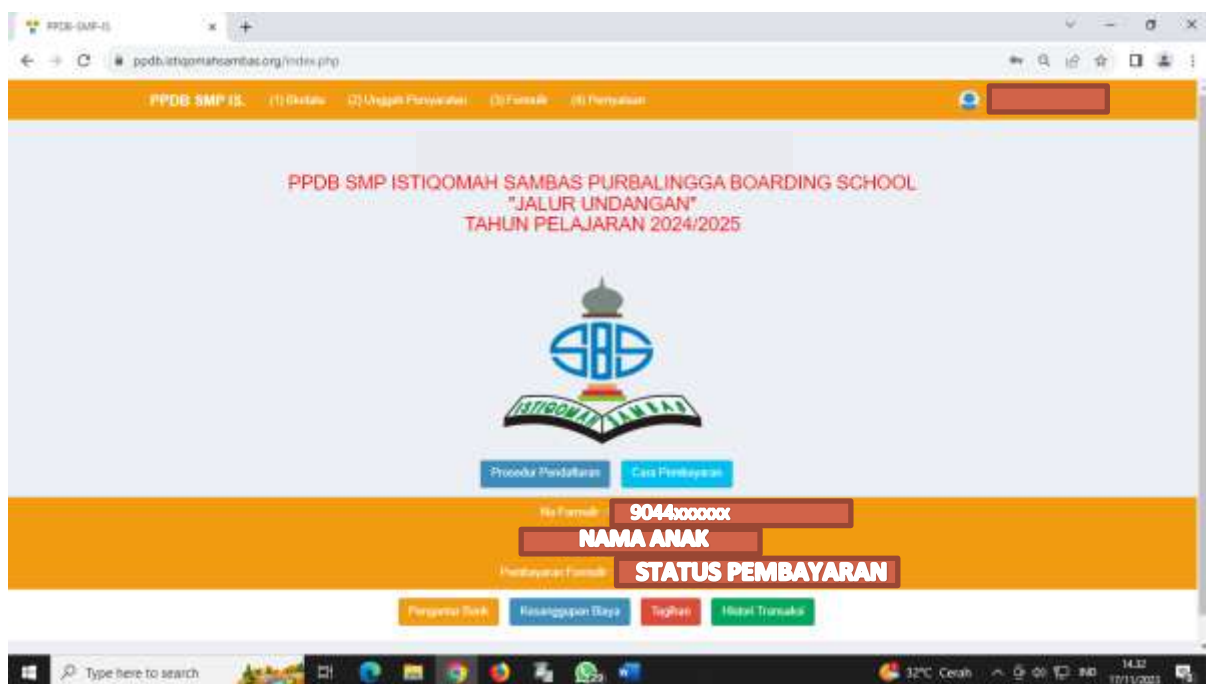 PPDB-SMP-IS
ppdb.istiqomahsambas.org/index.php
PPDB SMP IS. (1) Biodata (2) Unggah Persyaratan (3) Formulir (4) Pernyataan
PPDB SMP ISTIQOMAH SAMBAS PURBALINGGA BOARDING SCHOOL
"JALUR UNDANGAN"
TAHUN PELAJARAN 2024/2025
SBS
ISTIQOMAH SAMBAS
Prosedur Pendaftaran Cara Pembayaran
No Formulir 9044xxxxxx
NAMA ANAK
Pembayaran Formulir STATUS PEMBAYARAN
Pengantar Bank Kesanggupan Biaya Tagihan Histori Transaksi
Type here to search 32°C Cerah IND 14.32
17/11/2023